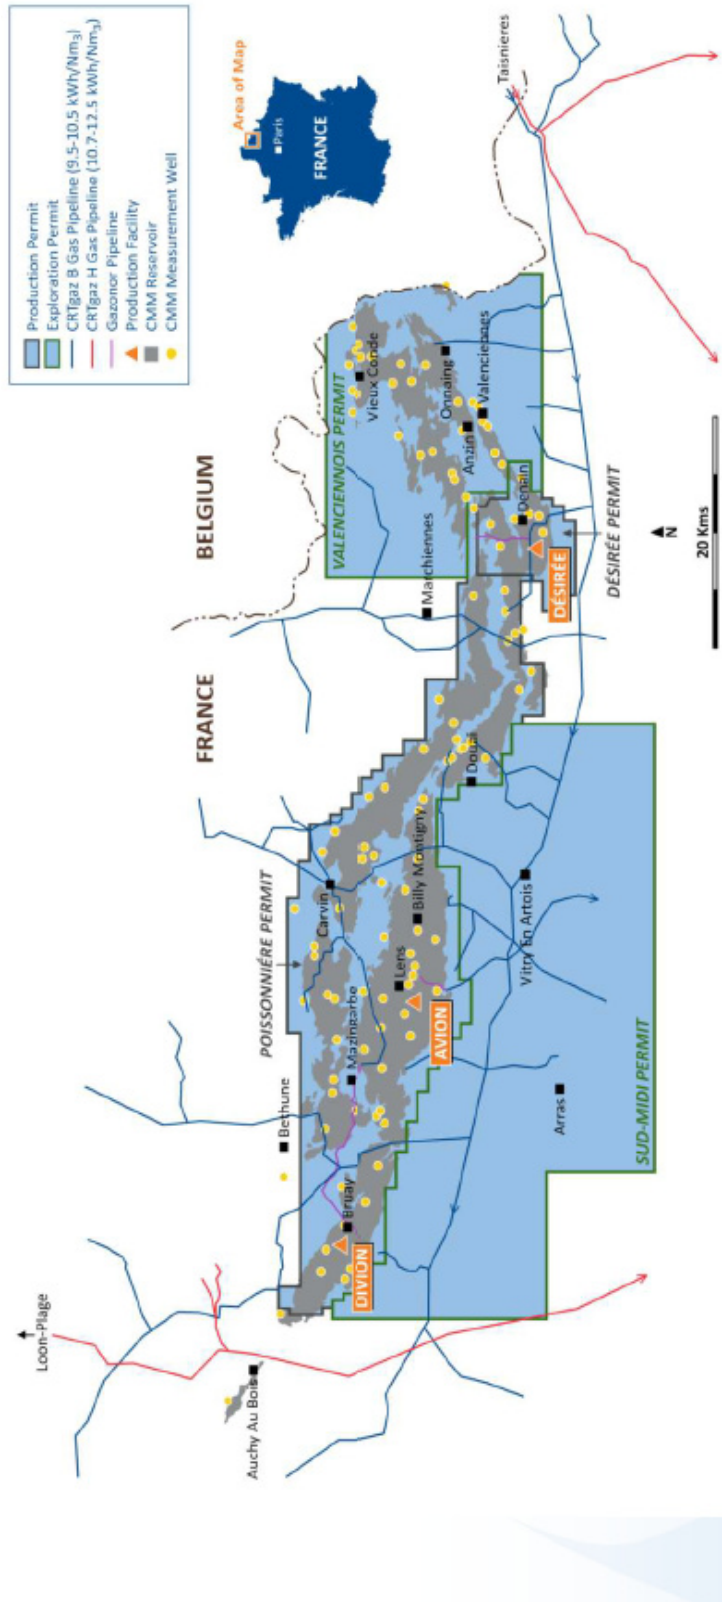 Production Permit
Exploration Permit
CRTgaz B Gas Pipeline (9.5-10.5 kWh/Nm3)
CRTgaz H Gas Pipeline (10.7-12.5 kWh/Nm3)
Gazonor Pipeline
Production Facility
CMM Reservoir
CMM Measurement Well
Area of Map
Paris
FRANCE
Loon-Plage
Auchy Au Bois
Bethune
POISSONNIÈRE PERMIT
FRANCE
BELGIUM
Marchiennes
VALENCIENNOIS PERMIT
Vieux Conde
Onnaing
Anzin
Valenciennes
Denain
DÉSIRÉE
DÉSIRÉE PERMIT
Taisnieres
Carvin
Mazingarbe
Bruay
DIVION
Lens
AVION
Billy Montigny
Douai
Vitry En Artois
Arras
SUD-MIDI PERMIT
N
20 Kms